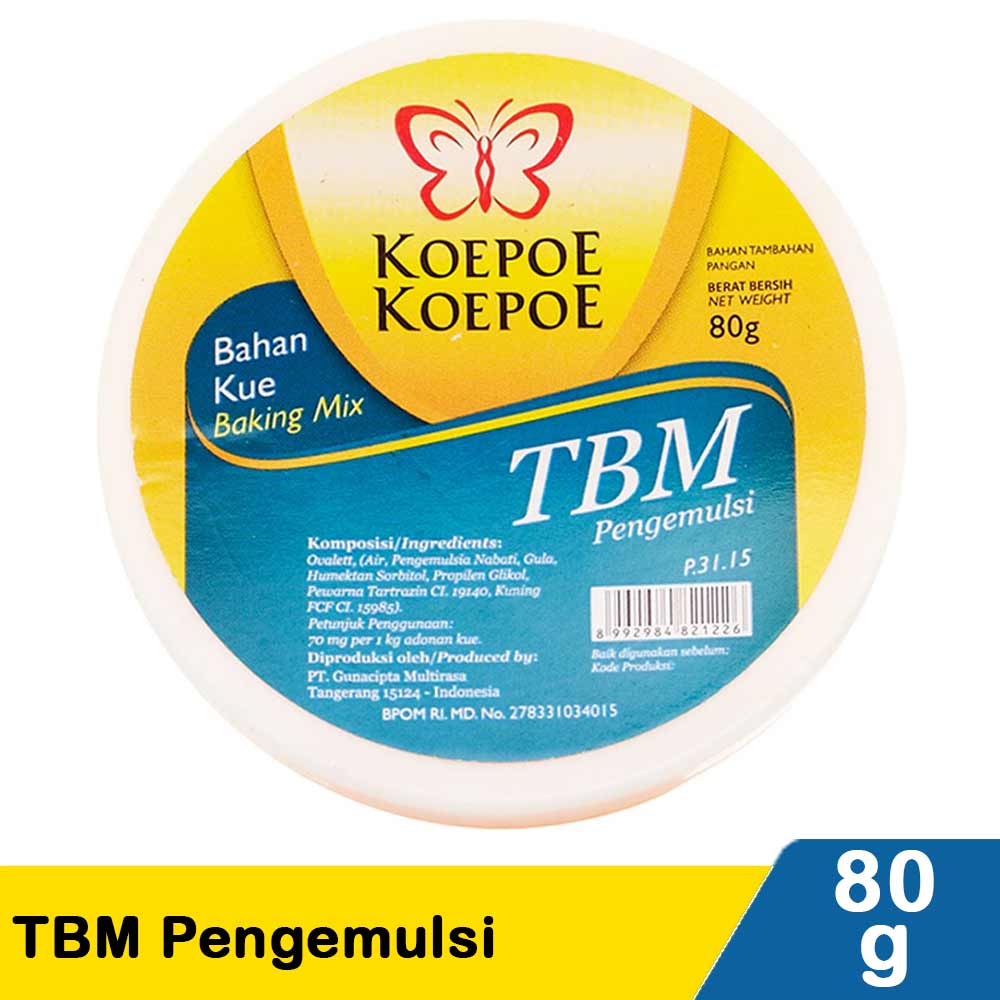 KOEPOE
KOEPOE
BAHAN TAMBAHAN
PANGAN
BERAT BERSIH
NET WEIGHT
80g
Bahan
Kue
Baking Mix
TBM
Pengemulsi
P.31.15
Komposisi/Ingredients:
Ovalett, (Air, Pengemulsia Nabati, Gula,
Humektan Sorbitol, Propilen Glikol,
Pewarna Tartrazin CI. 19140, Kuning
FCF CI. 15985).
Petunjuk Penggunaan:
70 mg per 1 kg adonan kue.
Diproduksi oleh/Produced by:
PT. Gunacipta Multirasa
Tangerang 15124 - Indonesia
BPOM RI. MD. No. 278331034015
8 992984 821226
Baik digunakan sebelum:
Kode Produksi:
TBM Pengemulsi
80
g